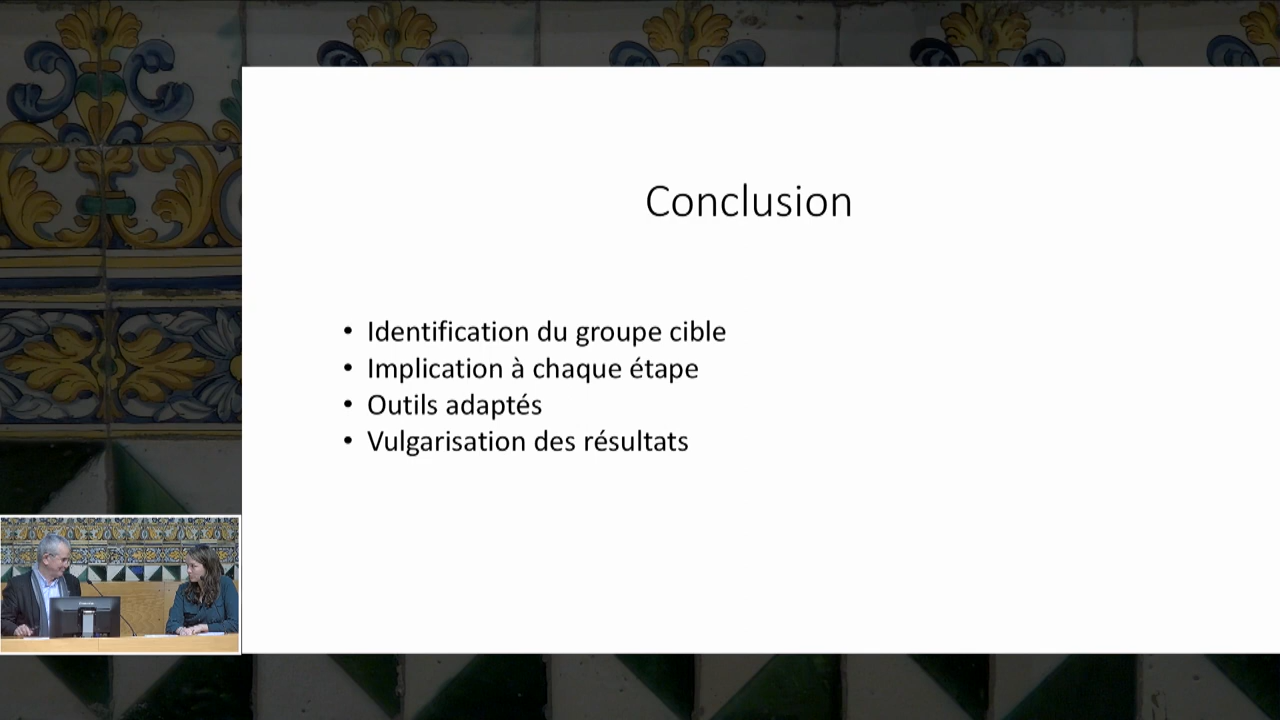 Conclusion
• Identification du groupe cible
• Implication à chaque étape
• Outils adaptés
• Vulgarisation des résultats